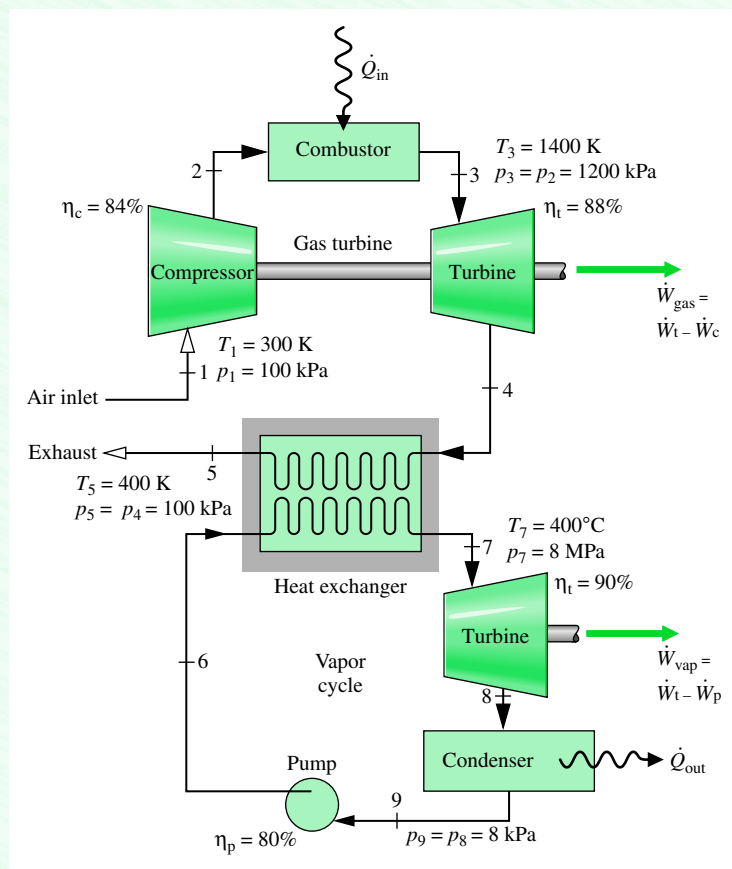 Q̇in
Combustor
T3 = 1400 K
p3 = p2 = 1200 kPa
2
3
ηc = 84%
ηt = 88%
Gas turbine
Compressor
Turbine
Ẇgas =
Ẇt – Ẇc
T1 = 300 K
1
p1 = 100 kPa
Air inlet
4
Exhaust
5
T5 = 400 K
p5 = p4 = 100 kPa
T7 = 400°C
7
p7 = 8 MPa
Heat exchanger
ηt = 90%
Turbine
6
Vapor
cycle
Ẇvap =
Ẇt – Ẇp
8
Condenser
Q̇out
Pump
9
ηp = 80%
p9 = p8 = 8 kPa